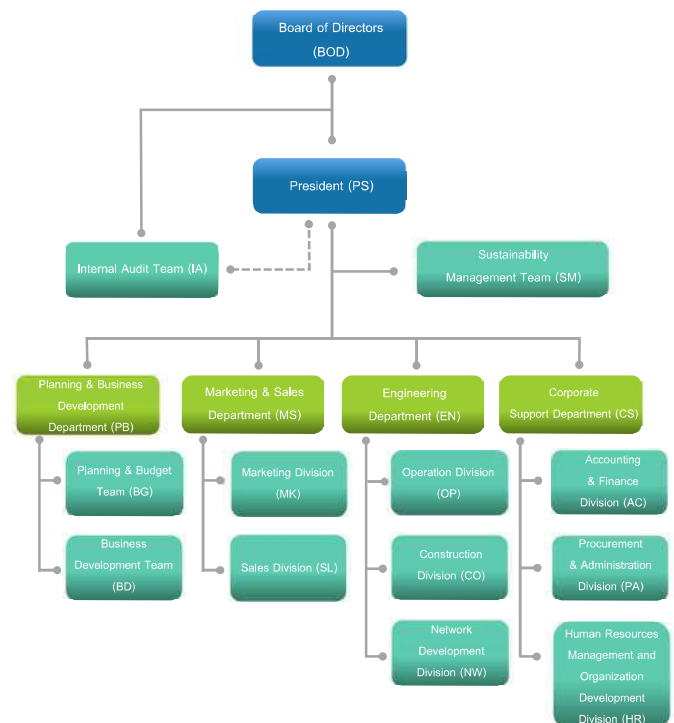 Board of Directors
(BOD)
President (PS)
Internal Audit Team (IA)
Sustainability
Management Team (SM)
Planning & Business
Development
Department (PB)
Marketing & Sales
Department (MS)
Engineering
Department (EN)
Corporate
Support Department (CS)
Planning & Budget
Team (BG)
Marketing Division
(MK)
Operation Division
(OP)
Accounting
& Finance
Division (AC)
Business
Development Team
(BD)
Sales Division (SL)
Construction
Division (CO)
Procurement
& Administration
Division (PA)
Network
Development
Division (NW)
Human Resources
Management and
Organization
Development
Division (HR)